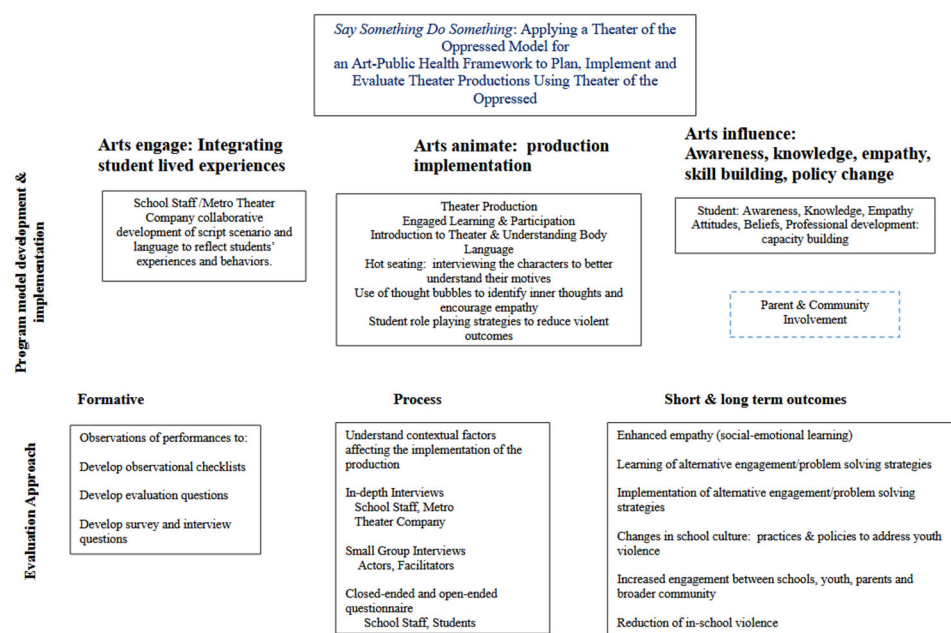 Say Something Do Something: Applying a Theater of the
Oppressed Model for
an Art-Public Health Framework to Plan, Implement and
Evaluate Theater Productions Using Theater of the
Oppressed
Program model development &
implementation
Arts engage: Integrating
student lived experiences
School Staff /Metro Theater
Company collaborative
development of script scenario and
language to reflect students’
experiences and behaviors.
Arts animate: production
implementation
Theater Production
Engaged Learning & Participation
Introduction to Theater & Understanding Body
Language
Hot seating: interviewing the characters to better
understand their motives
Use of thought bubbles to identify inner thoughts and
encourage empathy
Student role playing strategies to reduce violent
outcomes
Arts influence:
Awareness, knowledge, empathy,
skill building, policy change
Student: Awareness, Knowledge, Empathy
Attitudes, Beliefs, Professional development:
capacity building
Parent & Community
Involvement
Evaluation Approach
Formative
Observations of performances to:
Develop observational checklists
Develop evaluation questions
Develop survey and interview
questions
Process
Understand contextual factors
affecting the implementation of the
production
In-depth Interviews
School Staff, Metro
Theater Company
Small Group Interviews
Actors, Facilitators
Closed-ended and open-ended
questionnaire
School Staff, Students
Short & long term outcomes
Enhanced empathy (social-emotional learning)
Learning of alternative engagement/problem solving strategies
Implementation of alternative engagement/problem solving
strategies
Changes in school culture: practices & policies to address youth
violence
Increased engagement between schools, youth, parents and
broader community
Reduction of in-school violence